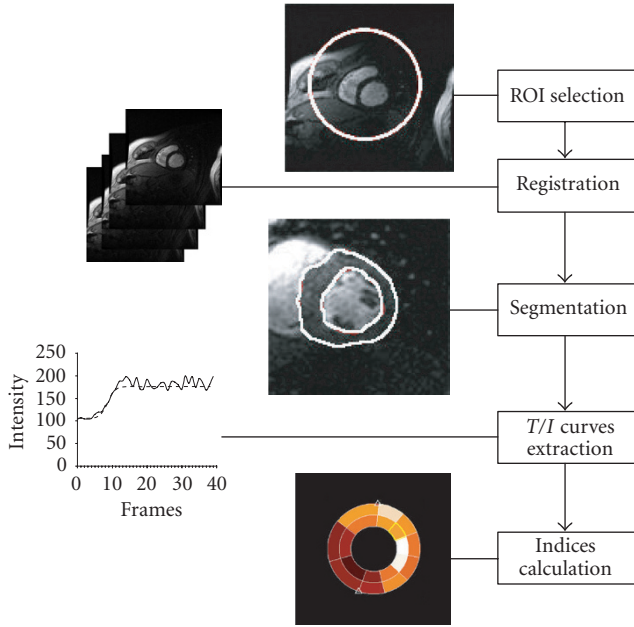 ROI selection
Registration
Segmentation
250
200
150
100
50
0
Intensity
0 10 20 30 40
Frames
T/I curves
extraction
Indices
calculation